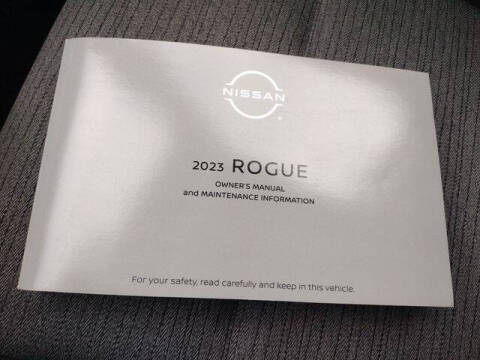 NISSAN
2023 ROGUE
OWNER'S MANUAL
and MAINTENANCE INFORMATION
For your safety, read carefully and keep in this vehicle.